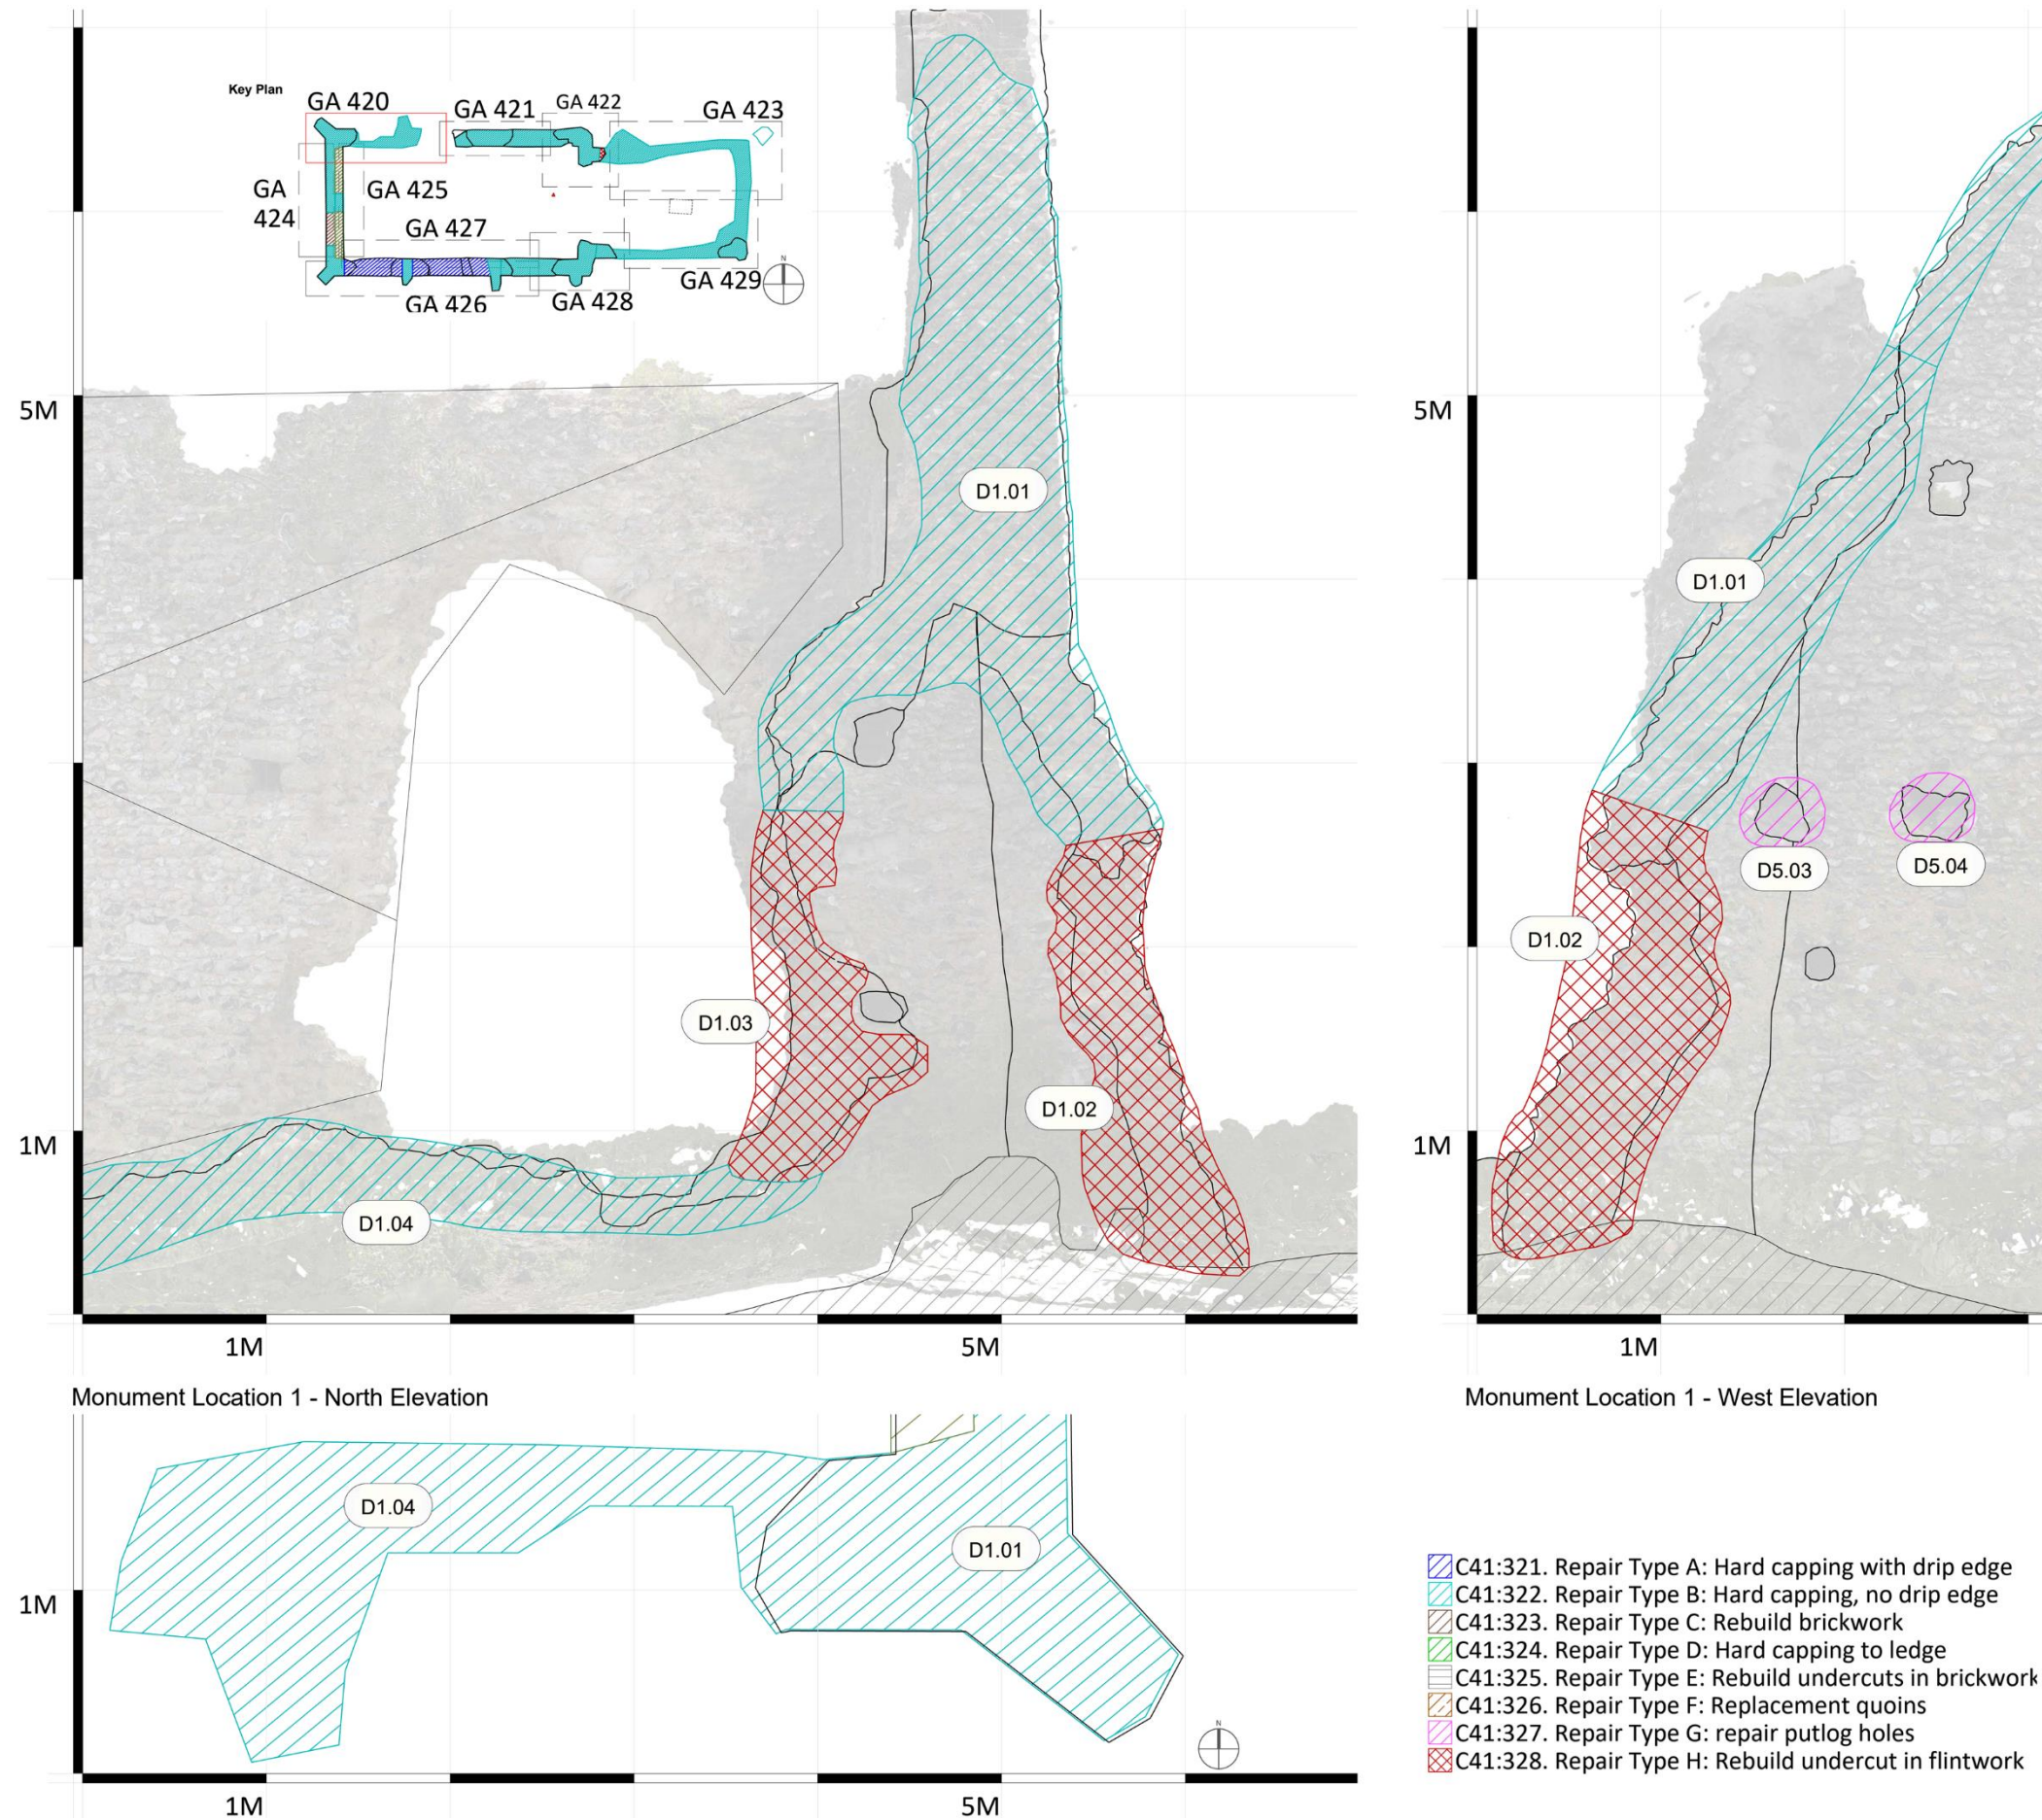 Key Plan
GA 420
GA 421
GA 422
GA 423
GA
424
GA 425
GA 427
GA 426
GA 428
GA 429
N
5M
1M
1M
5M
D1.01
D1.03
D1.02
D1.04
Monument Location 1 - North Elevation
5M
1M
1M
D1.01
D5.03
D5.04
D1.02
Monument Location 1 - West Elevation
1M
1M
5M
D1.04
D1.01
N
C41:321. Repair Type A: Hard capping with drip edge
C41:322. Repair Type B: Hard capping, no drip edge
C41:323. Repair Type C: Rebuild brickwork
C41:324. Repair Type D: Hard capping to ledge
C41:325. Repair Type E: Rebuild undercuts in brickwork
C41:326. Repair Type F: Replacement quoins
C41:327. Repair Type G: repair putlog holes
C41:328. Repair Type H: Rebuild undercut in flintwork